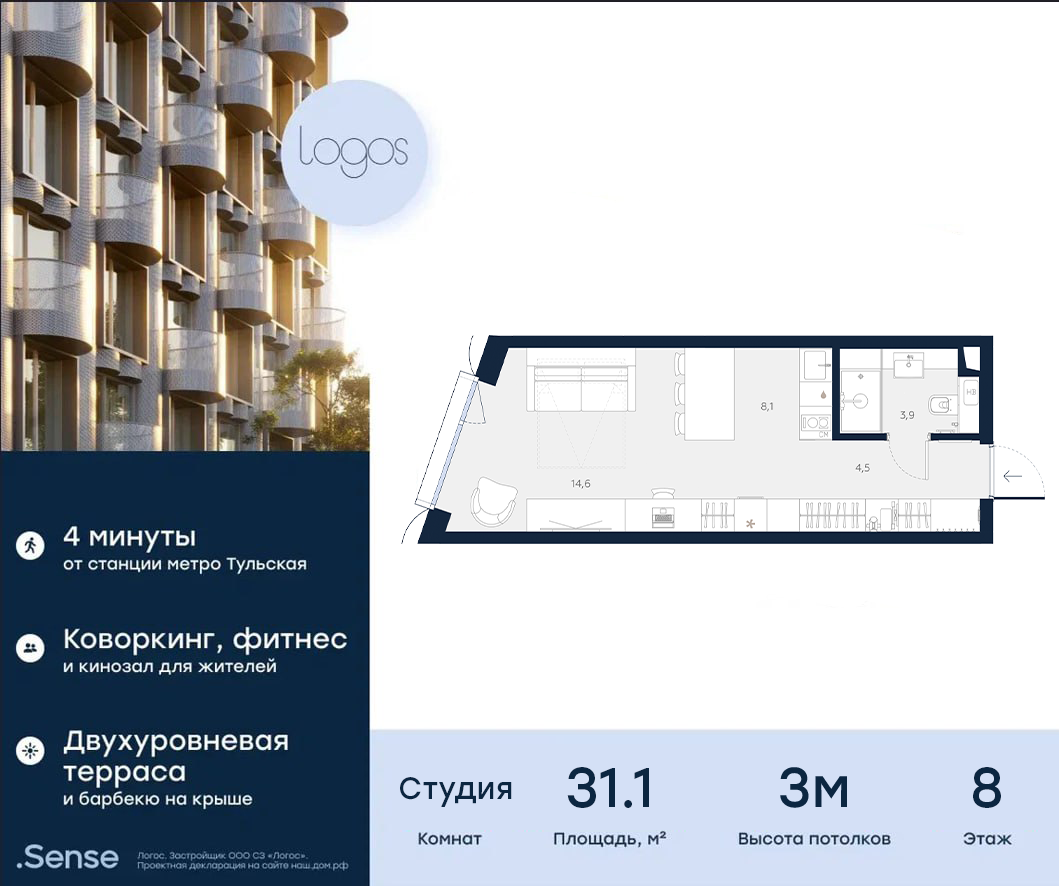 logos
8,1
3,9
4,5
14,6
СМ
4 минуты
от станции метро Тульская
Коворкинг, фитнес
и кинозал для жителей
Двухуровневая
терраса
и барбекю на крыше
.Sense
Логос. Застройщик ООО СЗ «Логос».
Проектная декларация на сайте наш.дом.рф
Студия
31.1
3м
8
Комнат
Площадь, м²
Высота потолков
Этаж